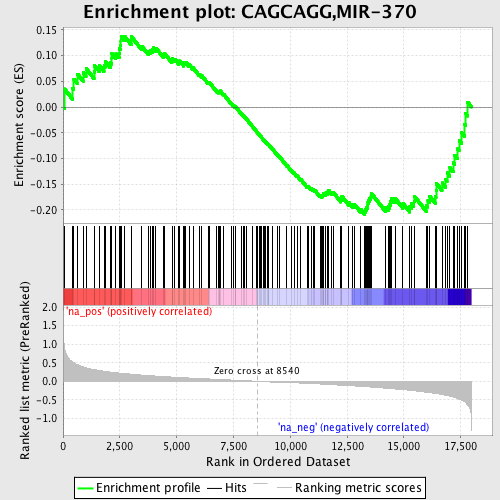 Enrichment plot: CAGCAGG,MIR-370
Enrichment score (ES)
0.15
0.10
0.05
0.00
-0.05
-0.10
-0.15
-0.20
'na_pos' (positively correlated)
Ranked list metric (PreRanked)
2.0
1.5
1.0
0.5
0.0
-0.5
-1.0
Zero cross at 8540
'na_neg' (negatively correlated)
0
2,500
5,000
7,500
10,000
12,500
15,000
17,500
Rank in Ordered Dataset
Enrichment profile
Hits
Ranking metric scores